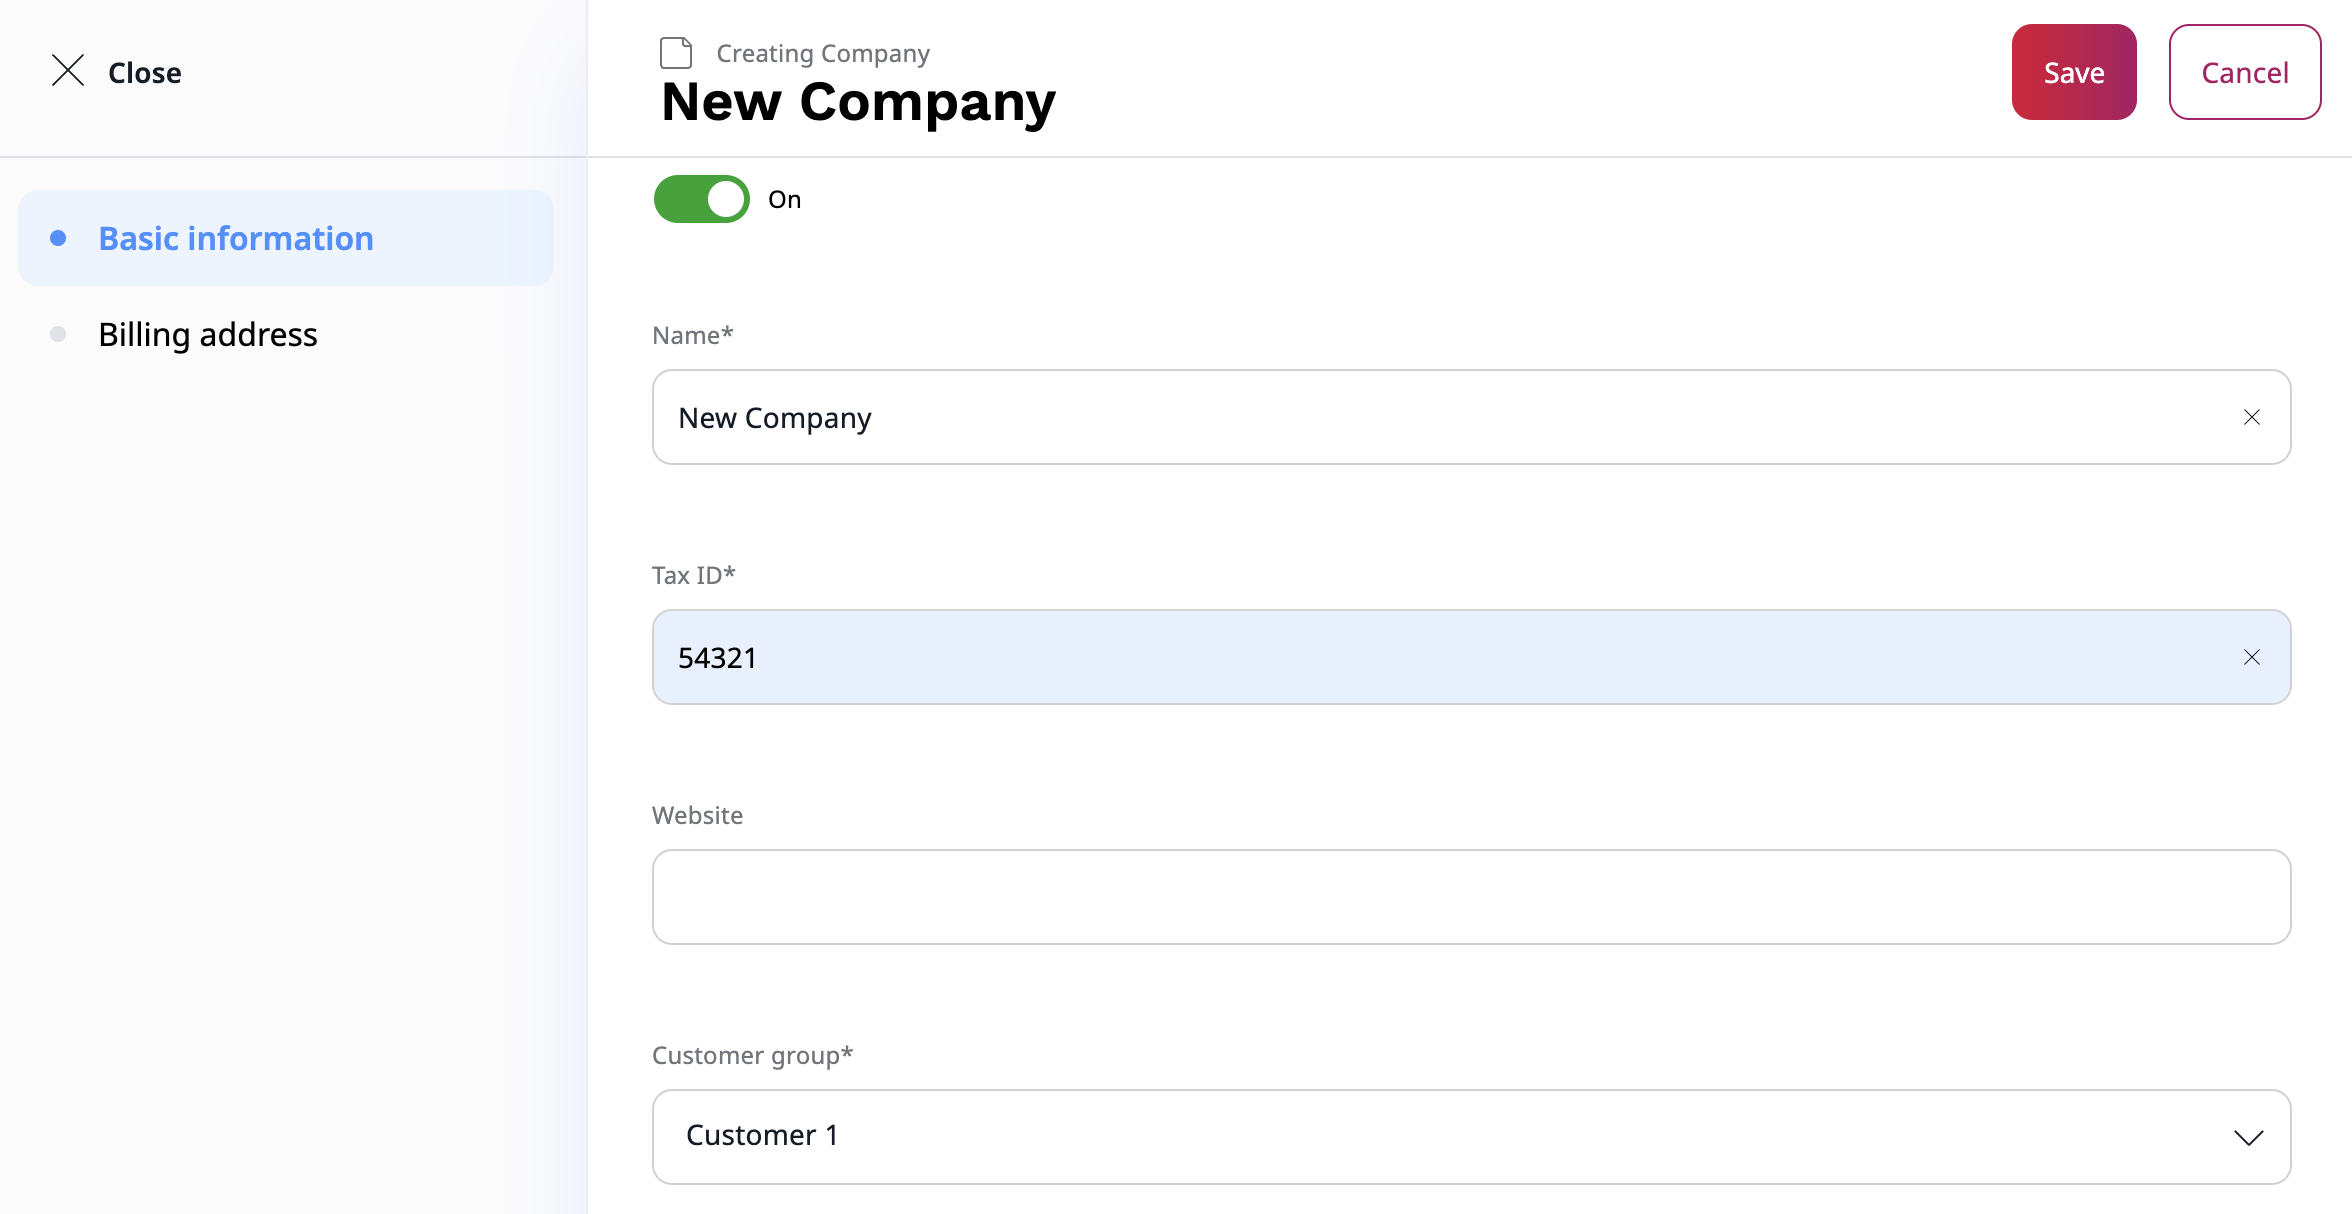 Close
Basic information
Billing address
Creating Company
New Company
Save
Cancel
On
Name*
New Company
Tax ID*
54321
Website
Customer group*
Customer 1